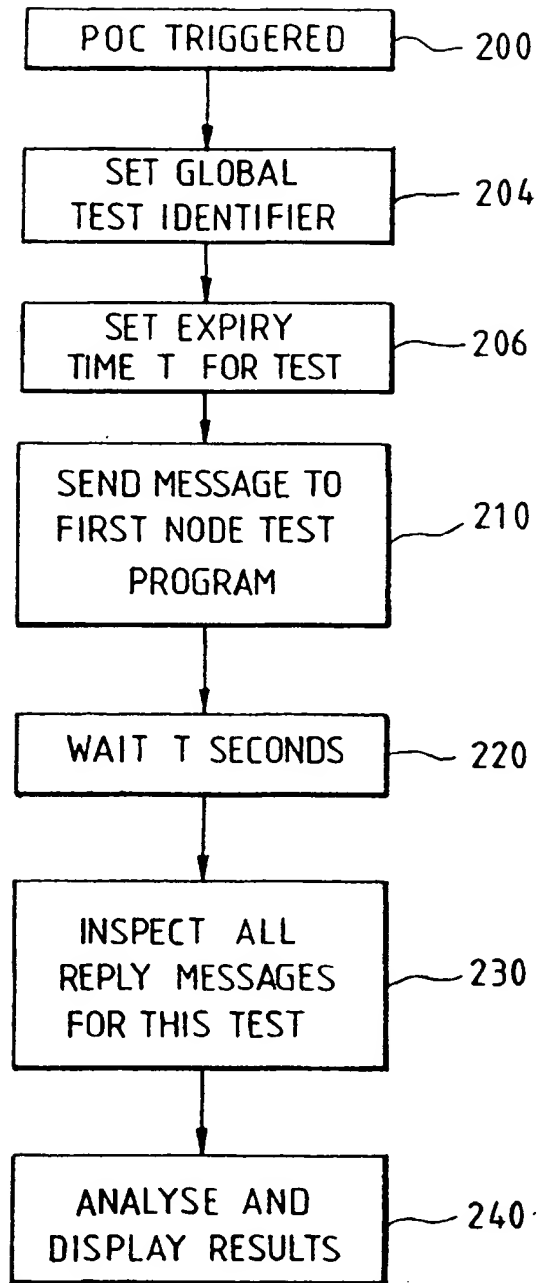 POC TRIGGERED
200
SET GLOBAL
TEST IDENTIFIER
204
SET EXPIRY
TIME T FOR TEST
206
SEND MESSAGE TO
FIRST NODE TEST
PROGRAM
210
WAIT T SECONDS
220
INSPECT ALL
REPLY MESSAGES
FOR THIS TEST
230
ANALYSE AND
DISPLAY RESULTS
240